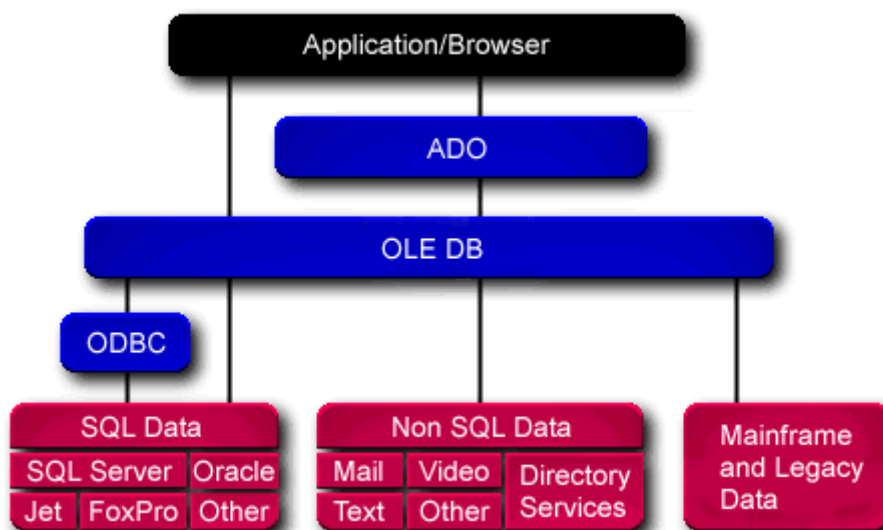 Application/Browser
ADO
OLE DB
ODBC
SQL Data
SQL Server
Oracle
Jet
FoxPro
Other
Non SQL Data
Mail
Video
Text
Other
Directory
Services
Mainframe
and Legacy
Data